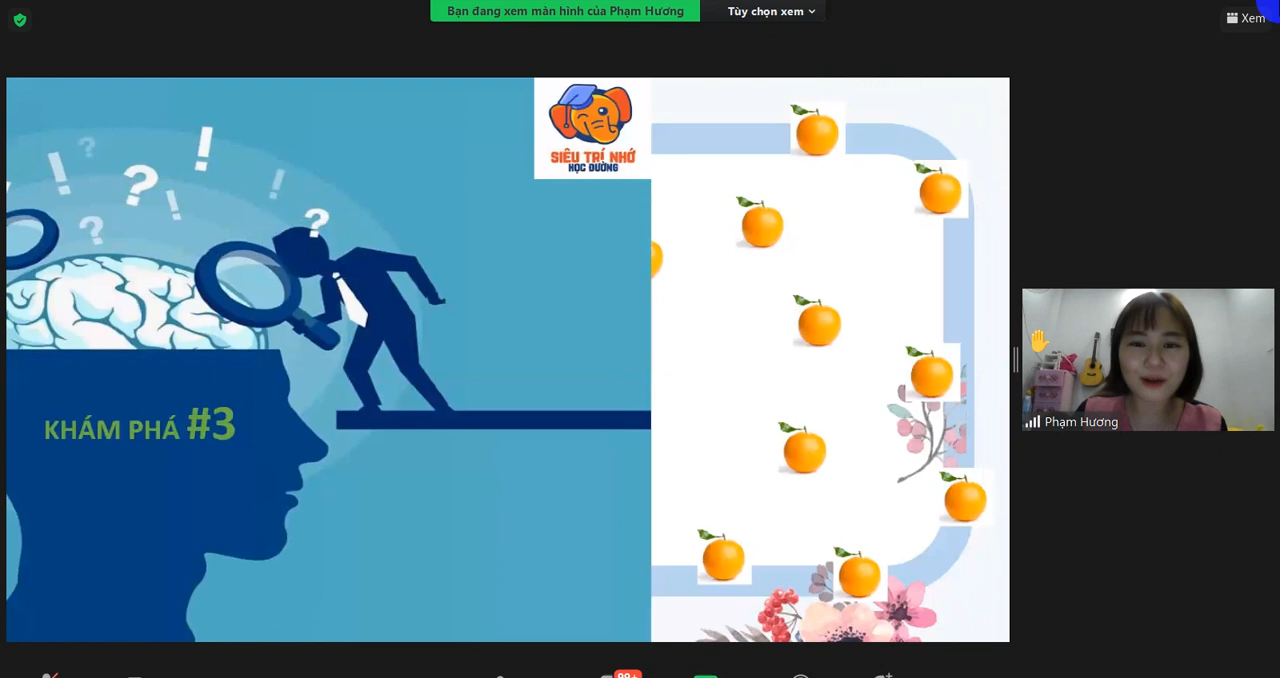 Bạn đang xem màn hình của Phạm Hương
Tùy chọn xem
Xem
SIÊU TRÍ NHỚ
HỌC ĐƯỜNG
KHÁM PHÁ #3
Phạm Hương
99+